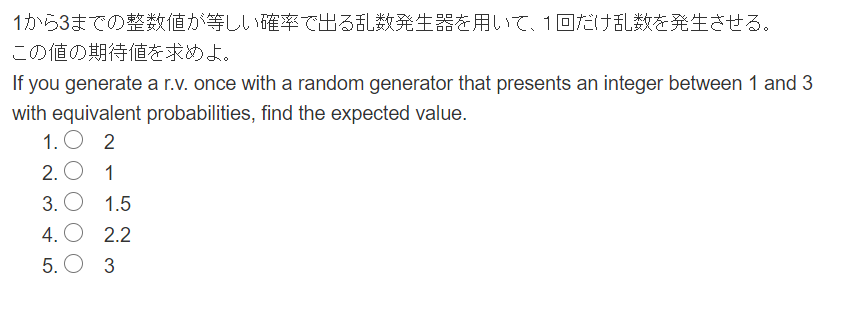 1から3までの整数値が等しい確率で出る乱数発生器を用いて、1回だけ乱数を発生させる。
この値の期待値を求めよ。
If you generate a r.v. once with a random generator that presents an integer between 1 and 3
with equivalent probabilities, find the expected value.
1. 2
2. 1
3. 1.5
4. 2.2
5. 3